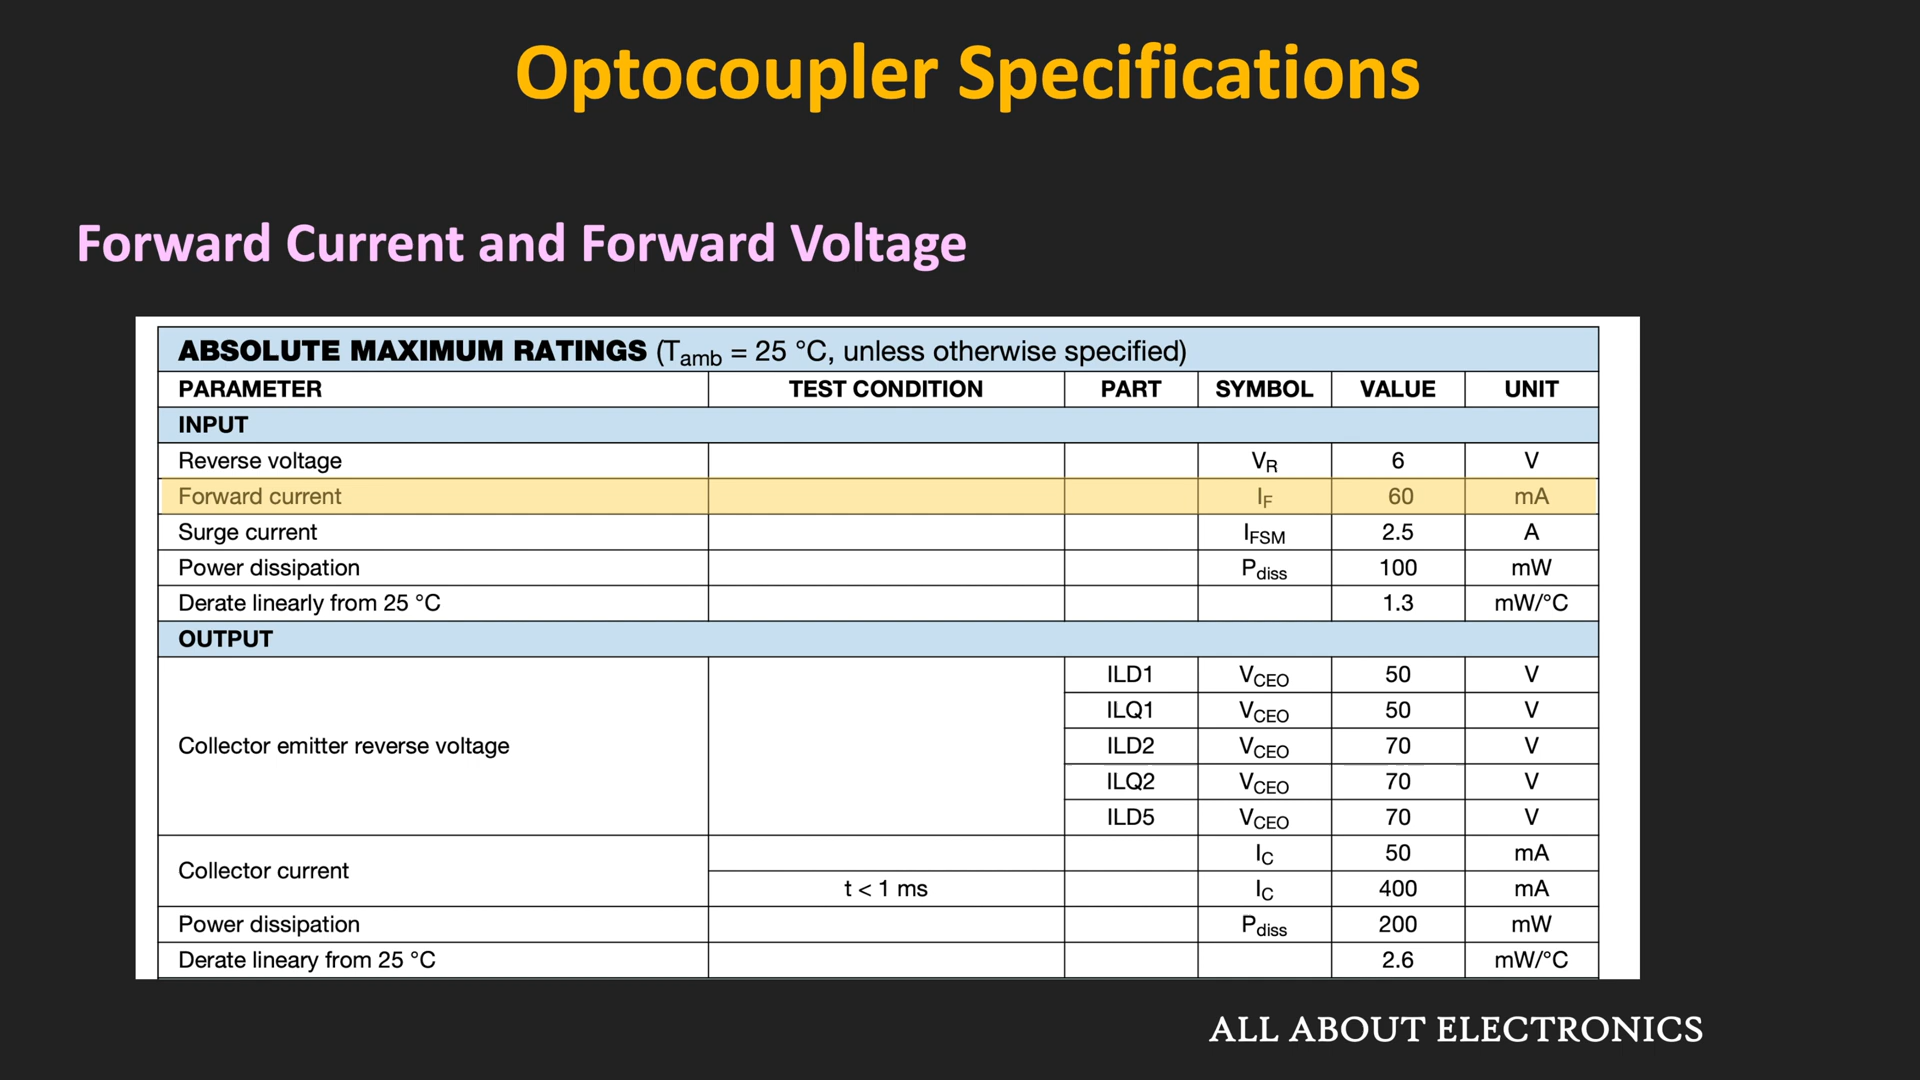 Optocoupler Specifications
Forward Current and Forward Voltage
ABSOLUTE MAXIMUM RATINGS (Tamb = 25 °C, unless otherwise specified)
PARAMETER TEST CONDITION PART SYMBOL VALUE UNIT
INPUT
Reverse voltage VR 6 V
Forward current IF 60 mA
Surge current IFSM 2.5 A
Power dissipation Pdiss 100 mW
Derate linearly from 25 °C 1.3 mW/°C
OUTPUT
ILD1 VCEO 50 V
ILQ1 VCEO 50 V
Collector emitter reverse voltage ILD2 VCEO 70 V
ILQ2 VCEO 70 V
ILD5 VCEO 70 V
Collector current IC 50 mA
t < 1 ms IC 400 mA
Power dissipation Pdiss 200 mW
Derate lineary from 25 °C 2.6 mW/°C
ALL ABOUT ELECTRONICS